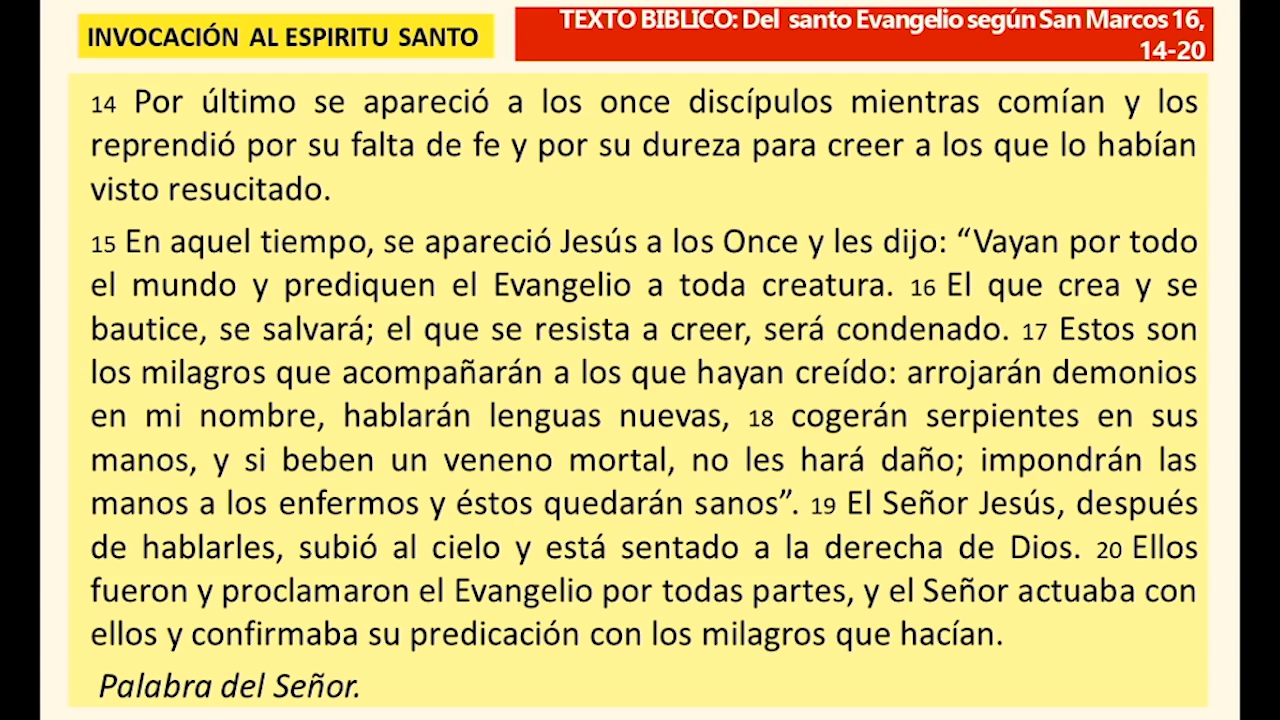 INVOCACIÓN AL ESPIRITU SANTO
TEXTO BIBLICO: Del santo Evangelio según San Marcos 16,
14-20
14 Por último se apareció a los once discípulos mientras comían y los
reprendió por su falta de fe y por su dureza para creer a los que lo habían
visto resucitado.
15 En aquel tiempo, se apareció Jesús a los Once y les dijo: “Vayan por todo
el mundo y prediquen el Evangelio a toda creatura. 16 El que crea y se
bautice, se salvará; el que se resista a creer, será condenado. 17 Estos son
los milagros que acompañarán a los que hayan creído: arrojarán demonios
en mi nombre, hablarán lenguas nuevas, 18 cogerán serpientes en sus
manos, y si beben un veneno mortal, no les hará daño; impondrán las
manos a los enfermos y éstos quedarán sanos”. 19 El Señor Jesús, después
de hablarles, subió al cielo y está sentado a la derecha de Dios. 20 Ellos
fueron y proclamaron el Evangelio por todas partes, y el Señor actuaba con
ellos y confirmaba su predicación con los milagros que hacían.
Palabra del Señor.